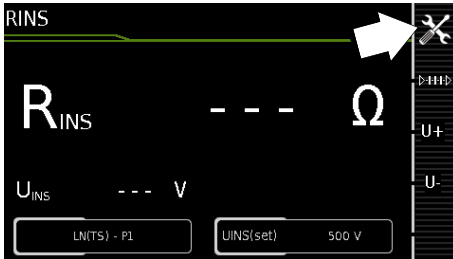 RINS
RINS --- Ω
U+
UINS --- V
U-
LN(TS) - P1
UINS(set) 500 V